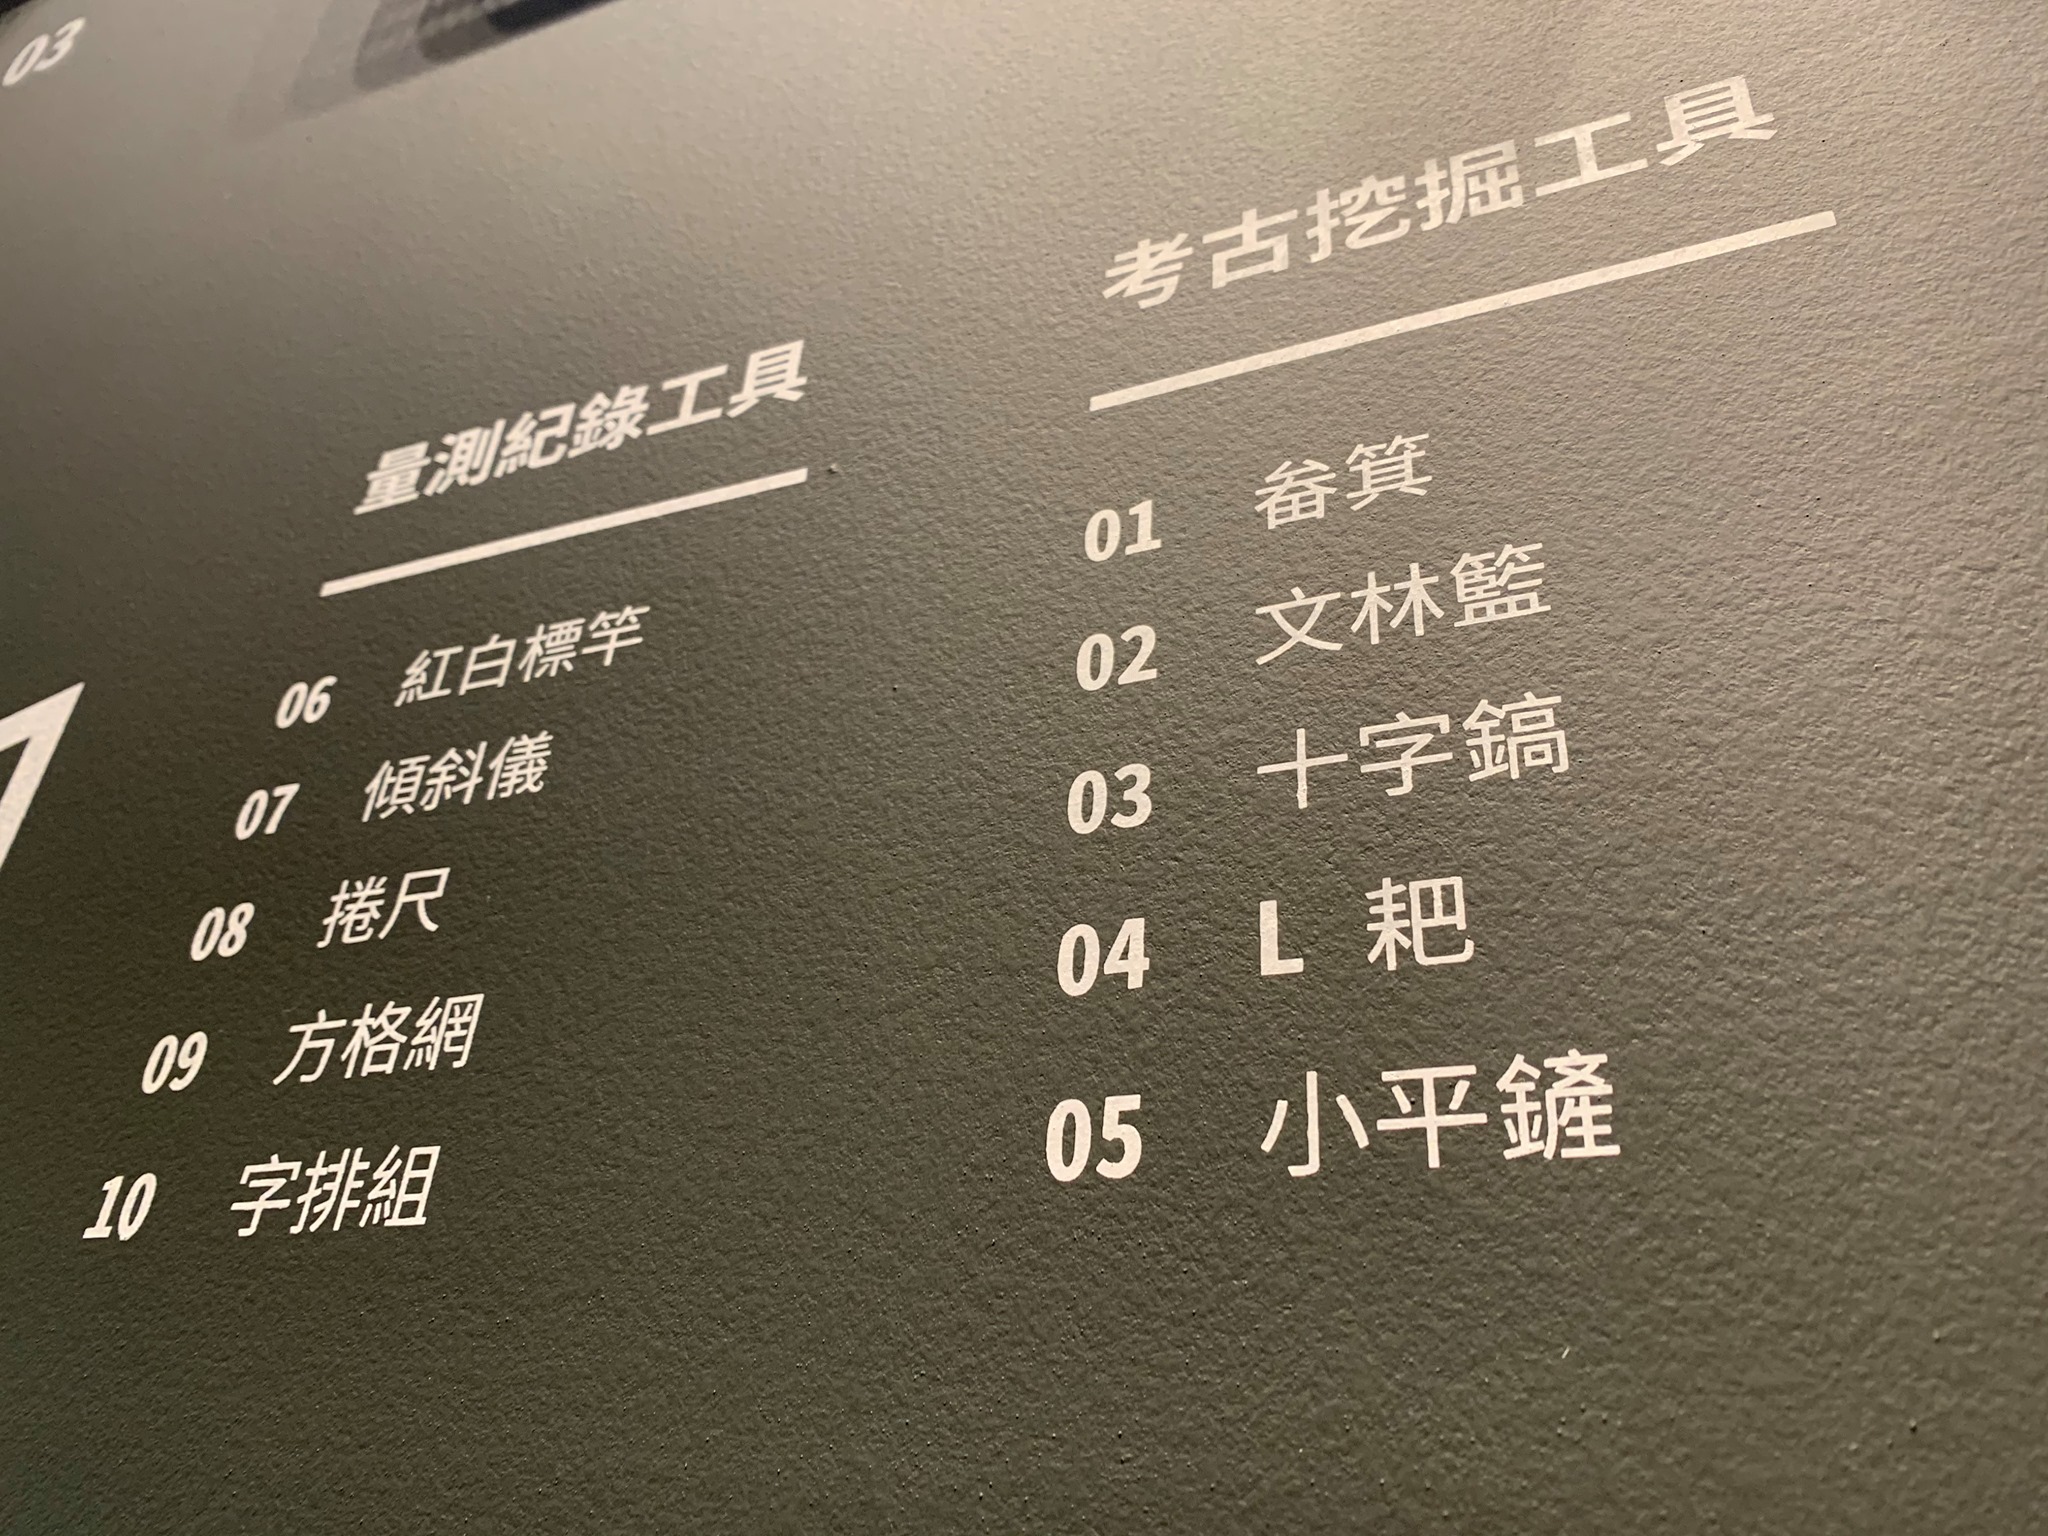 03
量測紀錄工具
06 紅白標竿
07 傾斜儀
08 捲尺
09 方格網
10 字排組
考古挖掘工具
01 畚箕
02 文林籃
03 十字鎬
04 L 耙
05 小平鏟